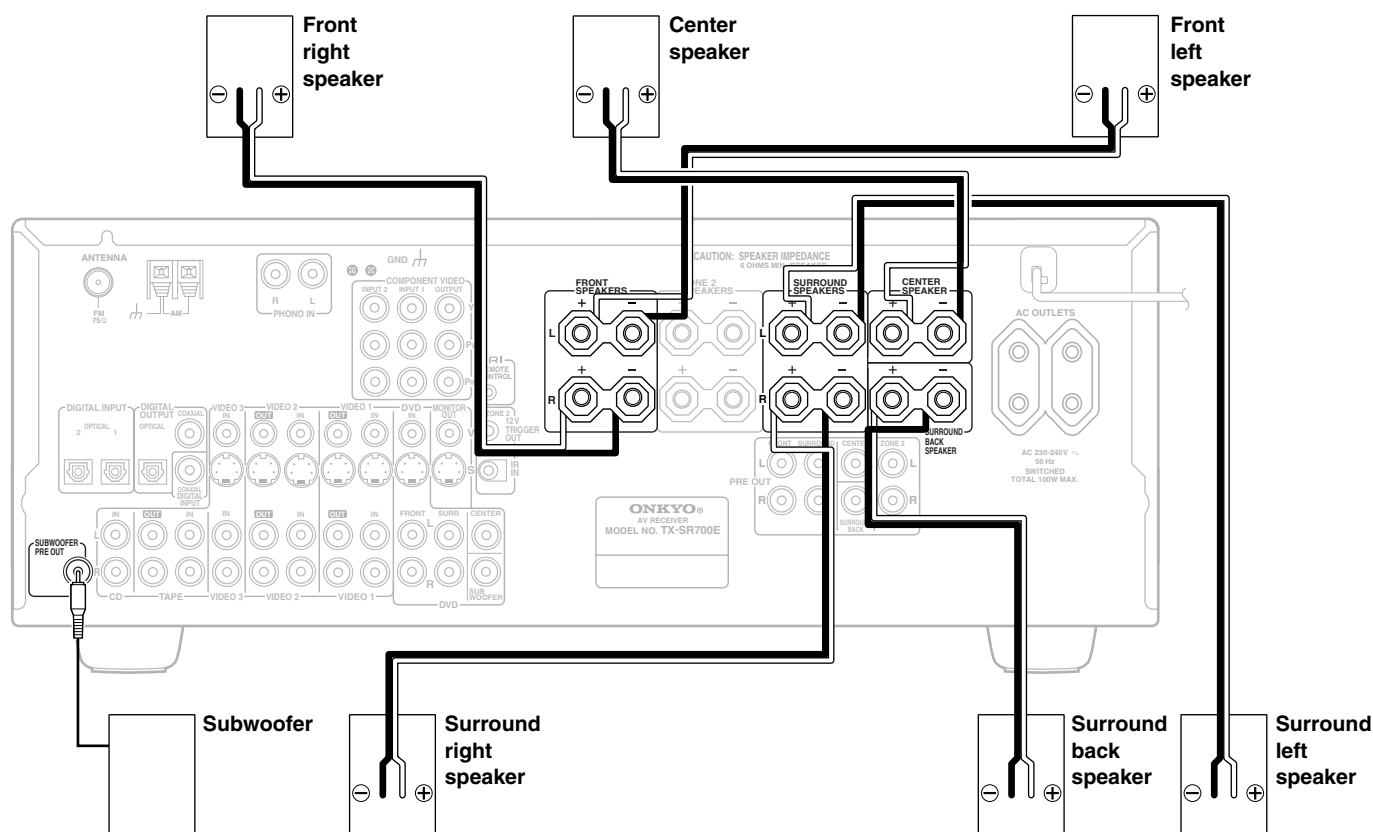 Front
right
speaker
Center
speaker
Front
left
speaker
ANTENNA
FM
75Ω
AM
R L
PHONO IN
GND
COMPONENT VIDEO
INPUT 2 INPUT 1 OUTPUT
Y
CAUTION: SPEAKER IMPEDANCE
6 OHMS MIN.
FRONT
SPEAKERS
SURROUND
SPEAKERS
CENTER
SPEAKER
+ − + − + − + −
L
L
+ − + − + − + −
R
R
AC OUTLETS
RI
DIGITAL INPUT
OPTICAL
2 1
DIGITAL
OUTPUT
OPTICAL
COAXIAL
COAXIAL
DIGITAL
INPUT
VIDEO 3 VIDEO 2 VIDEO 1 DVD MONITOR
IN OUT IN OUT IN IN OUT
V
S
ZONE 2
12V
TRIGGER
OUT
IR
IN
SURROUND
BACK
SPEAKER
FRONT SURROUND CENTER ZONE 2
L L
PRE OUT
R R
SURROUND
BACK
AC 230-240V ~
50 Hz
SWITCHED
TOTAL 100W MAX.
ONKYO®
AV RECEIVER
MODEL NO. TX-SR700E
SUBWOOFER
PRE OUT
IN OUT IN IN OUT IN OUT IN
L
R
CD TAPE VIDEO 3 VIDEO 2 VIDEO 1
FRONT SURR CENTER
L
R
SUB
WOOFER
DVD
− + − + − +
− + − + − +
Subwoofer
Surround
right
speaker
Surround
back
speaker
Surround
left
speaker